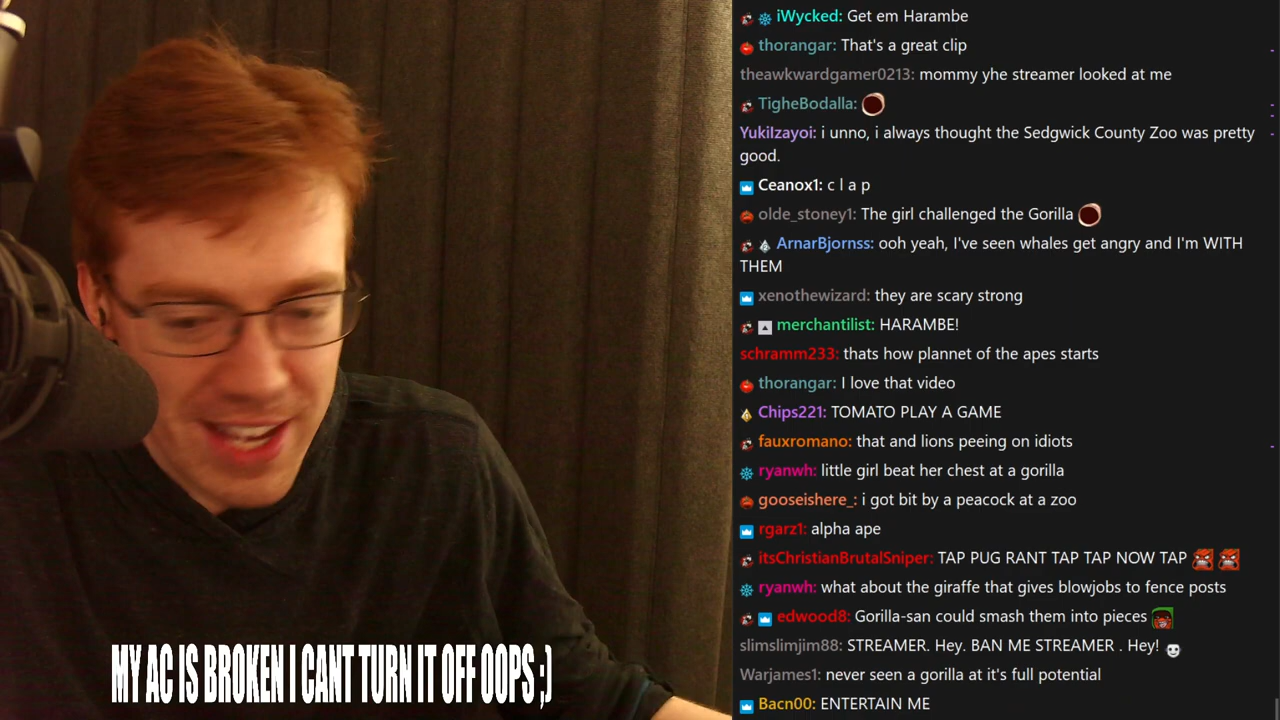 iWycked: Get em Harambe
thorangar: That's a great clip
theawkwardgamer0213: mommy yhe streamer looked at me
TigheBodalla:
YukiIzayoi: i unno, i always thought the Sedgwick County Zoo was pretty
good.
Ceanox1: c l a p
olde_stoney1: The girl challenged the Gorilla
ArnarBjornss: ooh yeah, I've seen whales get angry and I'm WITH
THEM
xenothewizard: they are scary strong
merchantilist: HARAMBE!
schramm233: thats how plannet of the apes starts
thorangar: I love that video
Chips221: TOMATO PLAY A GAME
fauxromano: that and lions peeing on idiots
ryanwh: little girl beat her chest at a gorilla
gooseishere_: i got bit by a peacock at a zoo
rgarz1: alpha ape
itsChristianBrutalSniper: TAP PUG RANT TAP TAP NOW TAP
ryanwh: what about the giraffe that gives blowjobs to fence posts
edwood8: Gorilla-san could smash them into pieces
slimslimjim88: STREAMER. Hey. BAN ME STREAMER . Hey!
Warjames1: never seen a gorilla at it's full potential
Bacn00: ENTERTAIN ME
MY AC IS BROKEN I CANT TURN IT OFF OOPS ;)